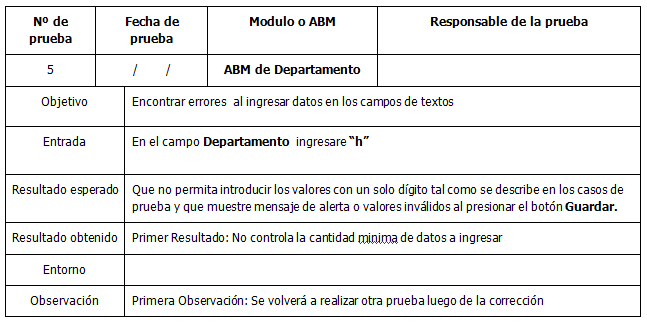 Nº de prueba Fecha de prueba Modulo o ABM Responsable de la prueba
5 / / ABM de Departamento
Objetivo Encontrar errores al ingresar datos en los campos de textos
Entrada En el campo Departamento ingresare “h”
Resultado esperado Que no permita introducir los valores con un solo dígito tal como se describe en los casos de
prueba y que muestre mensaje de alerta o valores inválidos al presionar el botón Guardar.
Resultado obtenido Primer Resultado: No controla la cantidad minima de datos a ingresar
Entorno
Observación Primera Observación: Se volverá a realizar otra prueba luego de la corrección